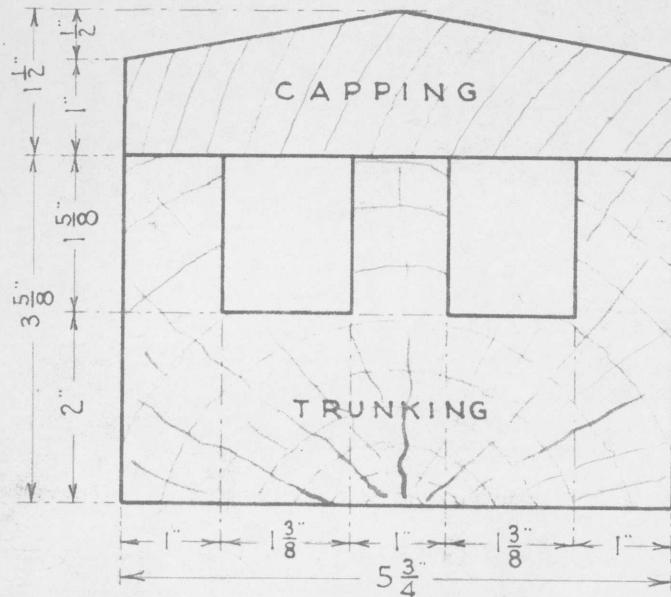 1/2"
1 1/2"
1"
CAPPING
1 5/8"
3 5/8"
2"
TRUNKING
1" 1 3/8" 1" 1 3/8" 1"
5 3/4"